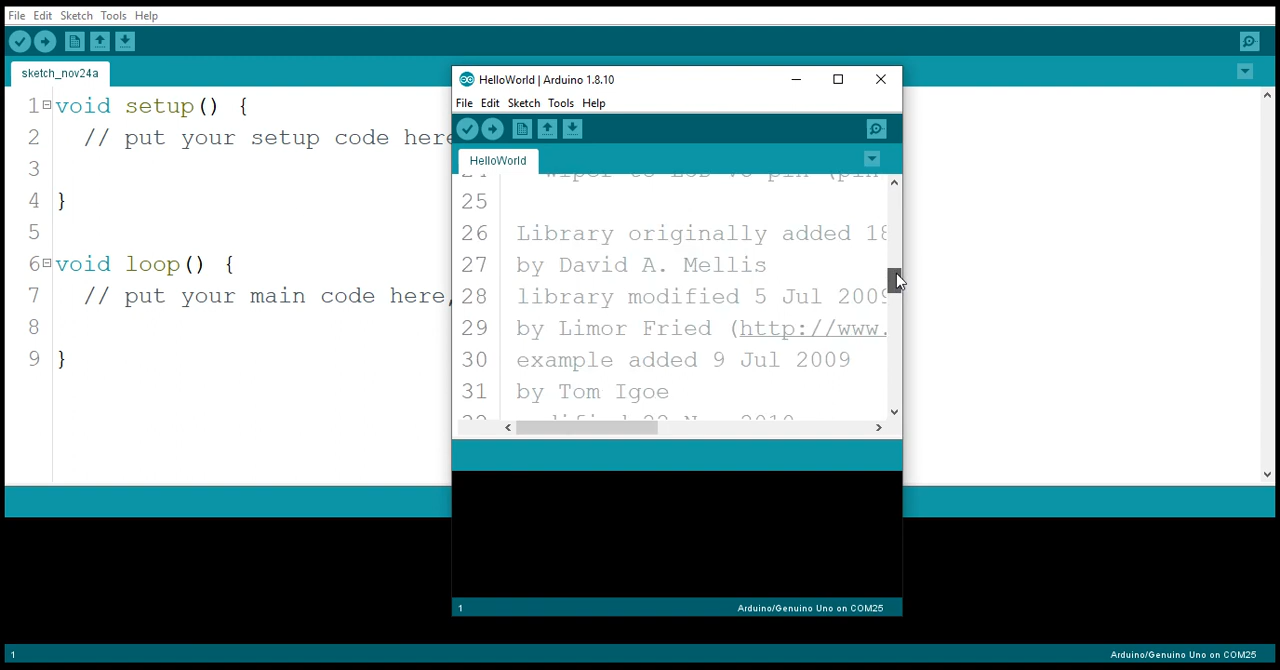 File Edit Sketch Tools Help
sketch_nov24a
1 void setup() {
2 // put your setup code here
3
4 }
5
6 void loop() {
7 // put your main code here,
8
9 }
1
Arduino/Genuino Uno on COM25
HelloWorld | Arduino 1.8.10
File Edit Sketch Tools Help
HelloWorld
25
26 Library originally added 18
27 by David A. Mellis
28 library modified 5 Jul 2009
29 by Limor Fried (http://www.
30 example added 9 Jul 2009
31 by Tom Igoe
1 Arduino/Genuino Uno on COM25